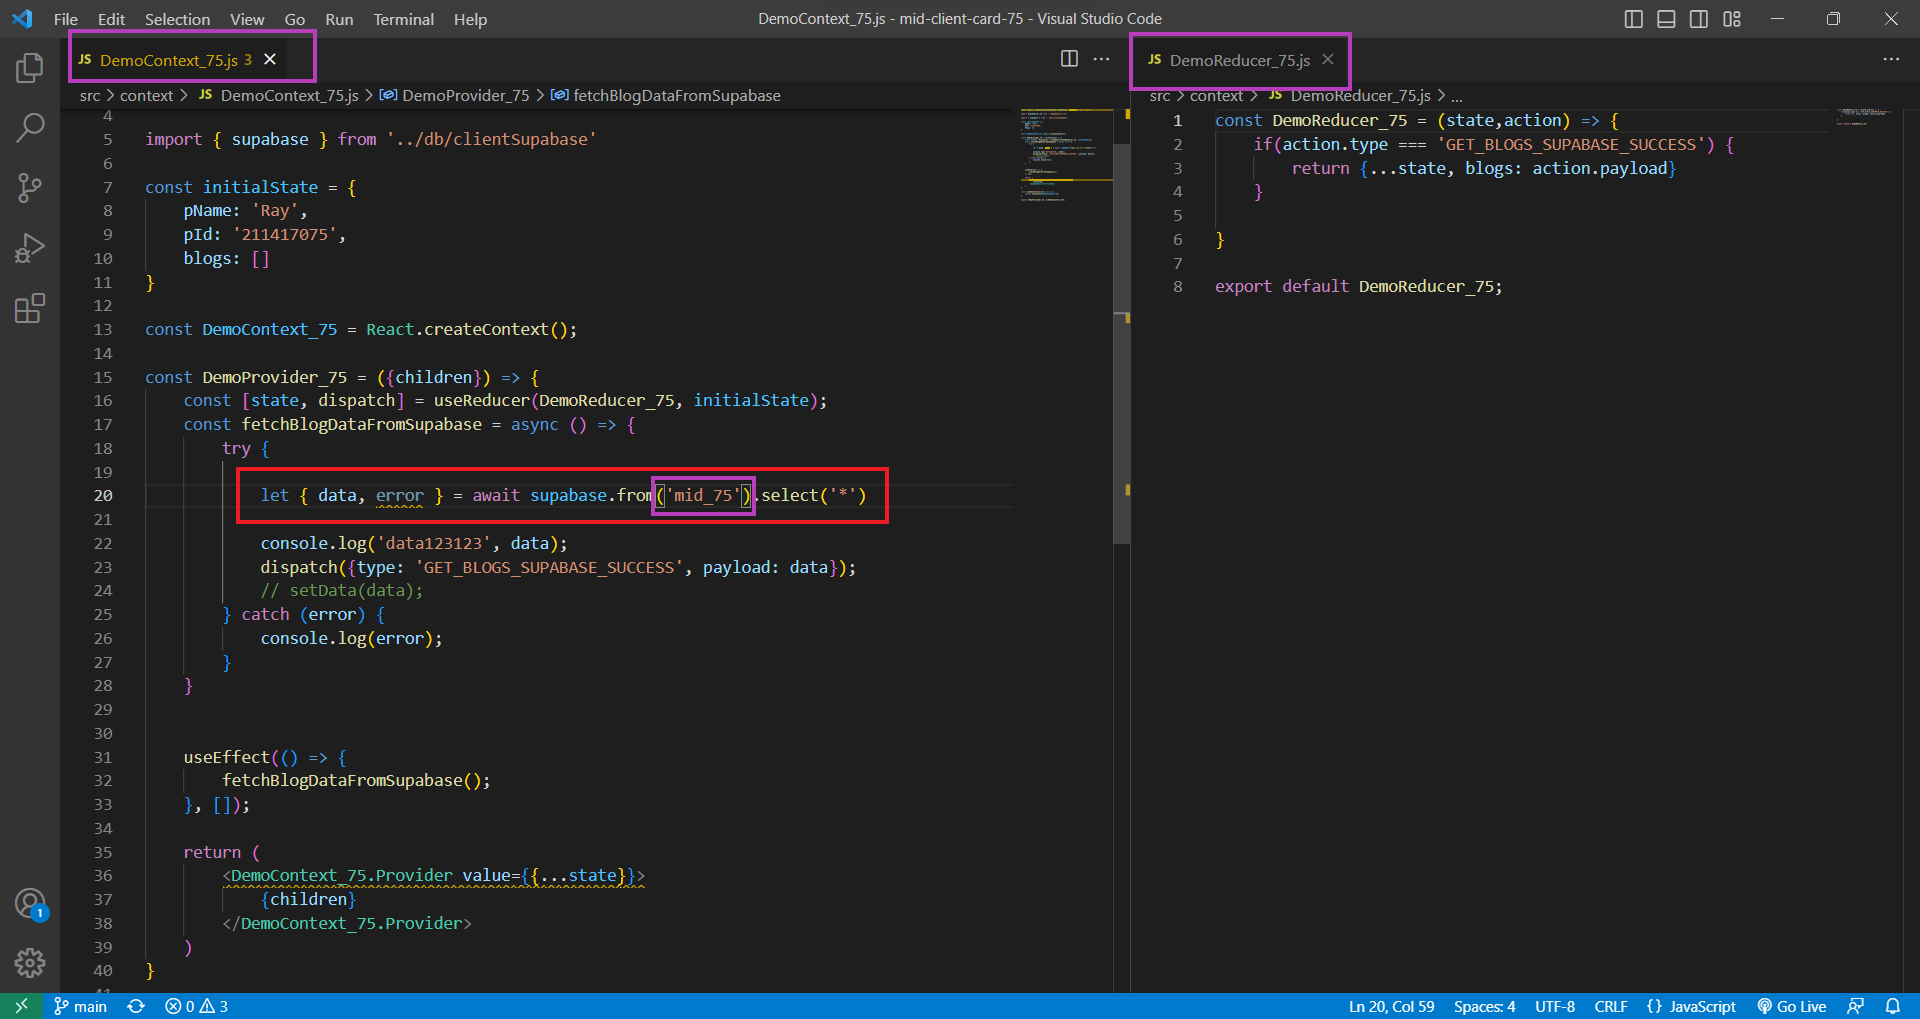 File Edit Selection View Go Run Terminal Help
DemoContext_75.js - mid-client-card-75 - Visual Studio Code
JS DemoContext_75.js 3
src > context > JS DemoContext_75.js > DemoProvider_75 > fetchBlogDataFromSupabase
4
5 import { supabase } from '../db/clientSupabase'
6
7 const initialState = {
8 pName: 'Ray',
9 pId: '211417075',
10 blogs: []
11 }
12
13 const DemoContext_75 = React.createContext();
14
15 const DemoProvider_75 = ({children}) => {
16 const [state, dispatch] = useReducer(DemoReducer_75, initialState);
17 const fetchBlogDataFromSupabase = async () => {
18 try {
19
20 let { data, error } = await supabase.from('mid_75').select('*')
21
22 console.log('data123123', data);
23 dispatch({type: 'GET_BLOGS_SUPABASE_SUCCESS', payload: data});
24 // setData(data);
25 } catch (error) {
26 console.log(error);
27 }
28 }
29
30
31 useEffect(() => {
32 fetchBlogDataFromSupabase();
33 }, []);
34
35 return (
36 <DemoContext_75.Provider value={{...state}}>
37 {children}
38 </DemoContext_75.Provider>
39 )
40 }
41
JS DemoReducer_75.js
src > context > JS DemoReducer_75.js > ...
1 const DemoReducer_75 = (state,action) => {
2 if(action.type === 'GET_BLOGS_SUPABASE_SUCCESS') {
3 return {...state, blogs: action.payload}
4 }
5
6 }
7
8 export default DemoReducer_75;
1
main 0 3
Ln 20, Col 59 Spaces: 4 UTF-8 CRLF {} JavaScript Go Live